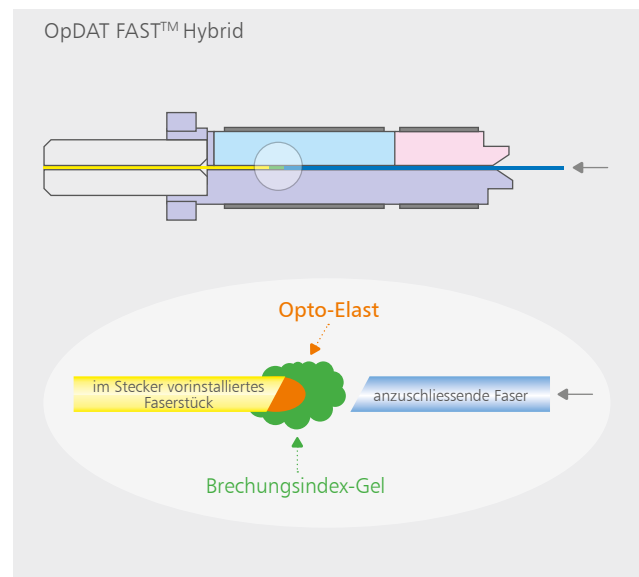 OpDAT FAST™ Hybrid
Opto-Elast
im Stecker vorinstalliertes
Faserstück
anzuschliessende Faser
Brechungsindex-Gel